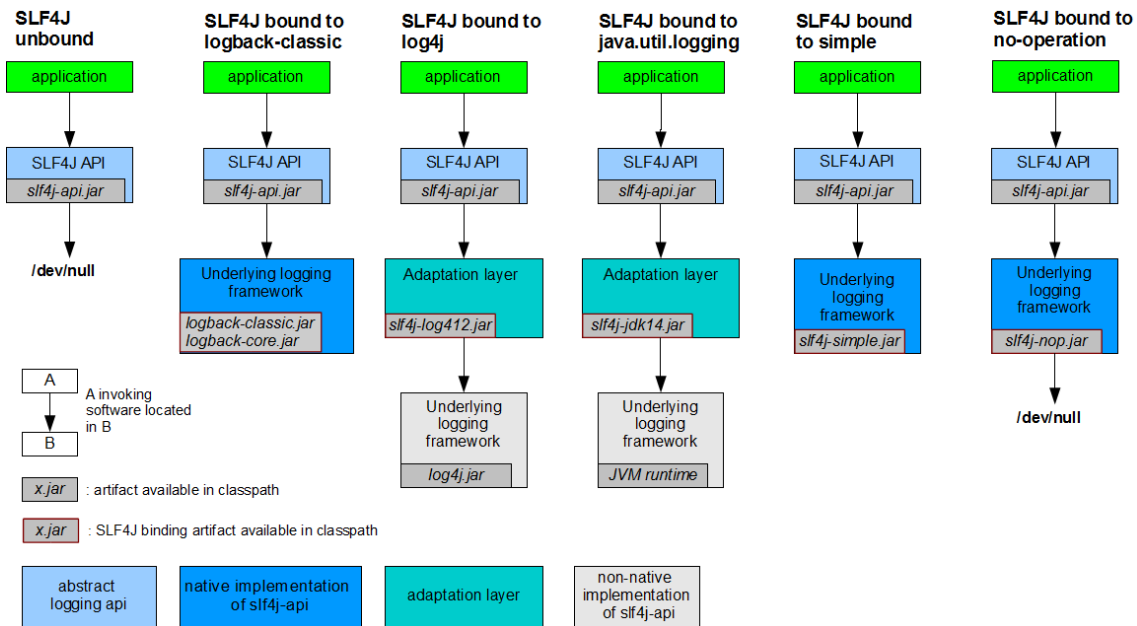 SLF4J
unbound
application
SLF4J API
slf4j-api.jar
/dev/null
SLF4J bound to
logback-classic
application
SLF4J API
slf4j-api.jar
Underlying logging
framework
logback-classic.jar
logback-core.jar
SLF4J bound to
log4j
application
SLF4J API
slf4j-api.jar
Adaptation layer
slf4j-log412.jar
Underlying
logging
framework
log4j.jar
SLF4J bound to
java.util.logging
application
SLF4J API
slf4j-api.jar
Adaptation layer
slf4j-jdk14.jar
Underlying
logging
framework
JVM runtime
SLF4J bound
to simple
application
SLF4J API
slf4j-api.jar
Underlying
logging
framework
slf4j-simple.jar
SLF4J bound to
no-operation
application
SLF4J API
slf4j-api.jar
Underlying
logging
framework
slf4j-nop.jar
/dev/null
A
B
A invoking
software located
in B
x.jar : artifact available in classpath
x.jar : SLF4J binding artifact available in classpath
abstract
logging api
native implementation
of slf4j-api
adaptation layer
non-native
implementation
of slf4j-api